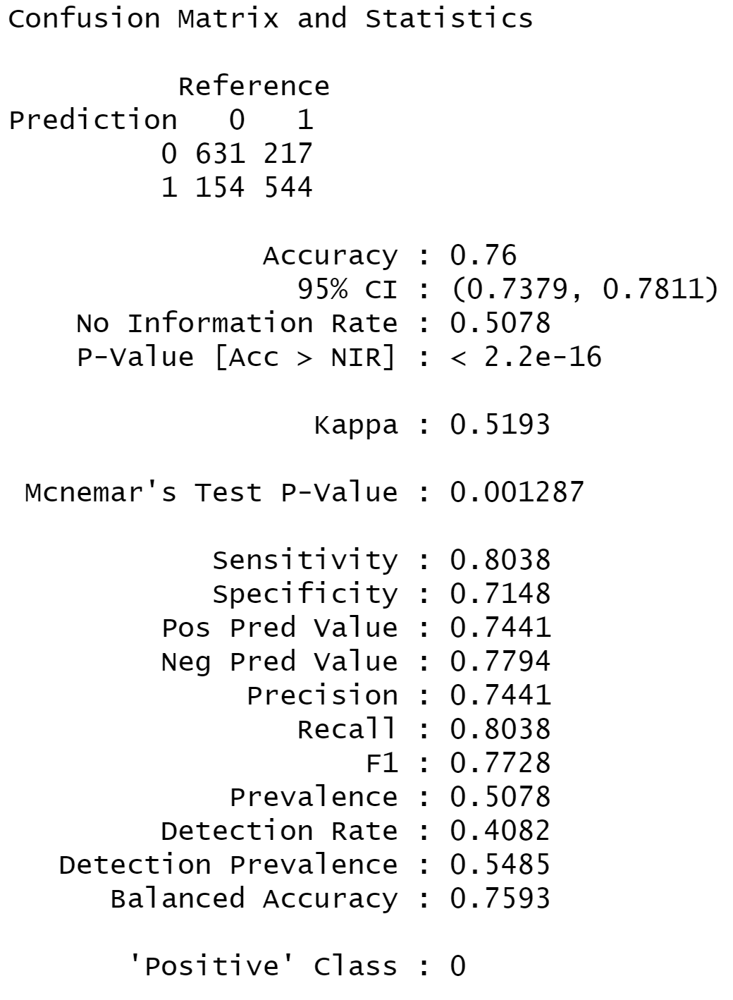 Confusion Matrix and Statistics
Reference
Prediction 0 1
0 631 217
1 154 544
Accuracy : 0.76
95% CI : (0.7379, 0.7811)
No Information Rate : 0.5078
P-Value [Acc > NIR] : < 2.2e-16
Kappa : 0.5193
Mcnemar's Test P-Value : 0.001287
Sensitivity : 0.8038
Specificity : 0.7148
Pos Pred Value : 0.7441
Neg Pred Value : 0.7794
Precision : 0.7441
Recall : 0.8038
F1 : 0.7728
Prevalence : 0.5078
Detection Rate : 0.4082
Detection Prevalence : 0.5485
Balanced Accuracy : 0.7593
'Positive' Class : 0